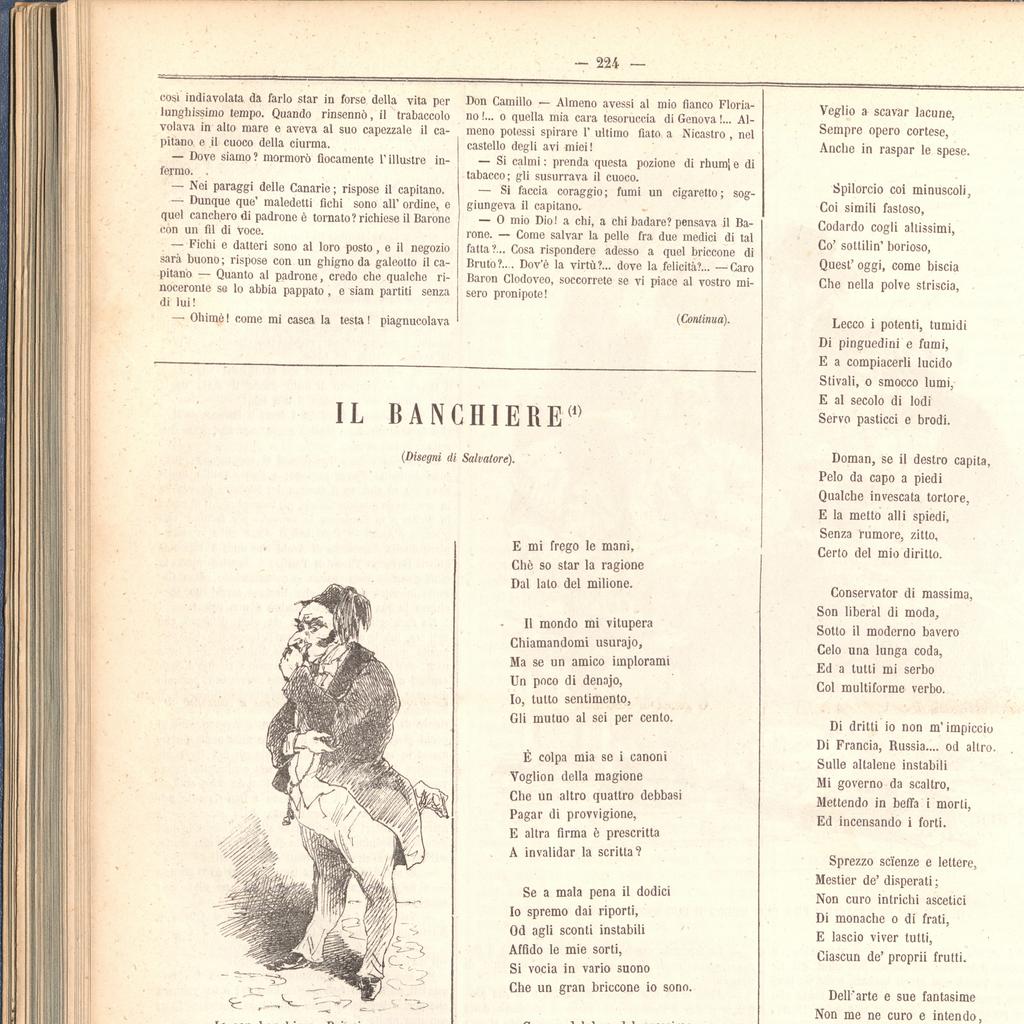 — 224 —
così indiavolata da farlo star in forse della vita per
lunghissimo tempo. Quando rinsennò, il trabaccolo
volava in alto mare e aveva al suo capezzale il ca-
pitano e il cuoco della ciurma.
— Dove siamo? mormorò fiocamente l'illustre in-
fermo.
— Nei paraggi delle Canarie; rispose il capitano.
— Dunque que' maledetti fichi sono all'ordine, e
quel canchero di padrone è tornato? richiese il Barone
con un fil di voce.
— Fichi e datteri sono al loro posto, e il negozio
sarà buono; rispose con un ghigno da galeotto il ca-
pitano — Quanto al padrone, credo che qualche ri-
noceronte se lo abbia pappato, e siam partiti senza
di lui!
— Ohimè! come mi casca la testa! piagnucolava
Don Camillo — Almeno avessi al mio fianco Floria-
no!... o quella mia cara tesoruccia di Genova!... Al-
meno potessi spirare l'ultimo fiato a Nicastro, nel
castello degli avi miei!
— Si calmi: prenda questa pozione di rhum e di
tabacco; gli susurrava il cuoco.
— Si faccia coraggio; fumi un cigaretto; sog-
giungeva il capitano.
— O mio Dio! a chi, a chi badare? pensava il Ba-
rone. — Come salvar la pelle fra due medici di tal
fatta?... Cosa rispondere adesso a quel briccone di
Bruto?.... Dov'è la virtù?... dove la felicità?... — Caro
Baron Clodoveo, soccorrete se vi piace al vostro mi-
sero pronipote!
(Continua).
IL BANCHIERE (1)
(Disegni di Salvatore).
E mi frego le mani,
Chè so star la ragione
Dal lato del milione.
Il mondo mi vitupera
Chiamandomi usurajo,
Ma se un amico implorami
Un poco di denajo,
Io, tutto sentimento,
Gli mutuo al sei per cento.
È colpa mia se i canoni
Voglion della magione
Che un altro quattro debbasi
Pagar di provvigione,
E altra firma è prescritta
A invalidar la scritta?
Se a mala pena il dodici
Io spremo dai riporti,
Od agli sconti instabili
Affido le mie sorti,
Si vocia in vario suono
Che un gran briccone io sono.
Veglio a scavar lacune,
Sempre opero cortese,
Anche in raspar le spese.
Spilorcio coi minuscoli,
Coi simili fastoso,
Codardo cogli altissimi,
Co' sottilin' borioso,
Quest' oggi, come biscia
Che nella polve striscia,
Lecco i potenti, tumidi
Di pinguedini e fumi,
E a compiacerli lucido
Stivali, o smocco lumi,
E al secolo di lodi
Servo pasticci e brodi.
Doman, se il destro capita,
Pelo da capo a piedi
Qualche invescata tortore,
E la metto alli spiedi,
Senza rumore, zitto,
Certo del mio diritto.
Conservator di massima,
Son liberal di moda,
Sotto il moderno bavero
Celo una lunga coda,
Ed a tutti mi serbo
Col multiforme verbo.
Di dritti io non m'impiccio
Di Francia, Russia.... od altro.
Sulle altalene instabili
Mi governo da scaltro,
Mettendo in beffa i morti,
Ed incensando i forti.
Sprezzo scïenze e lettere,
Mestier de' disperati;
Non curo intrichi ascetici
Di monache o di frati,
E lascio viver tutti,
Ciascun de' proprii frutti.
Dell'arte e sue fantasime
Non me ne curo e intendo,